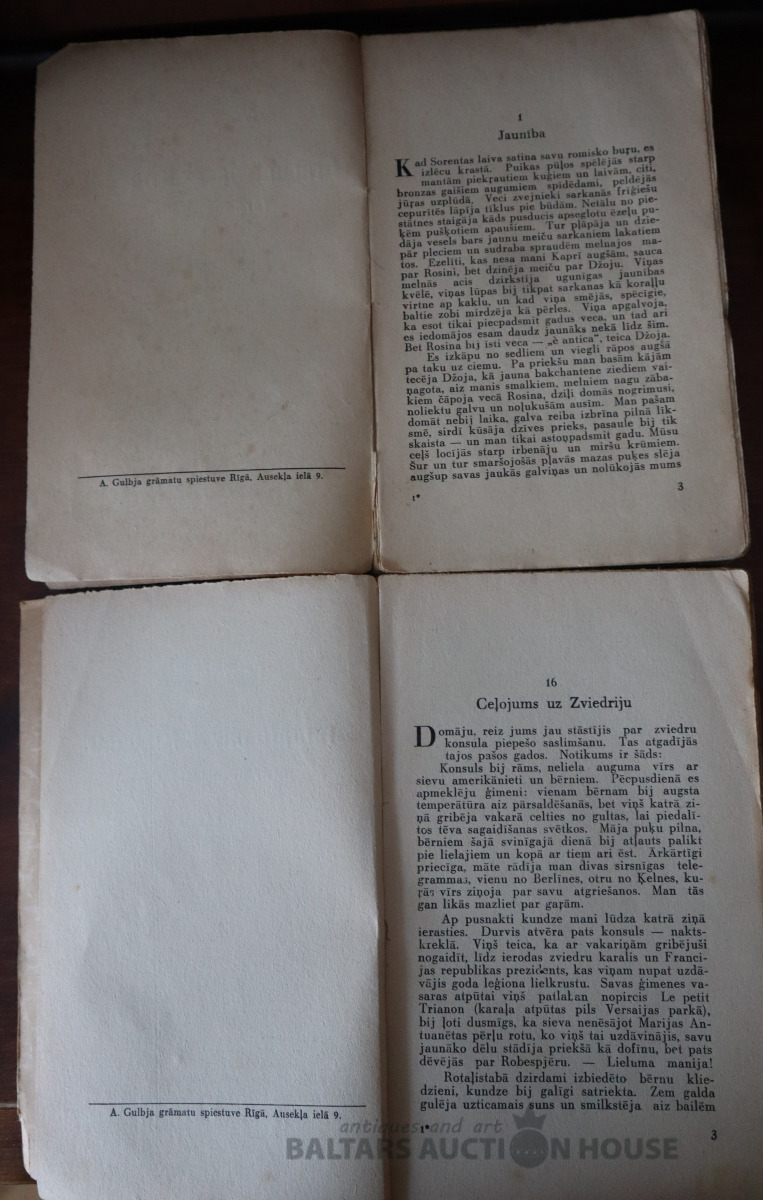 A. Gulbja grāmatu spiestuve Rīgā, Ausekļa ielā 9.
1
Jaunība
Kad Sorentas laiva satina savu romisko buŗu, es
izlēcu krastā. Puikas pūļos spēlējās starp
mantām piekrautiem kuģiem un laivām, citi,
bronzas gaišiem augumiem spīdēdami, peldējās
jūras uzplūdā. Veci zvejnieki sarkanās frīģiešu
cepurītēs lāpīja tīklus pie būdām. Netālu no pie-
stātnes staigāja kāds pusducis apseglotu ēzeļu pu-
ķēm pušķotiem apaušiem. Tur pļāpāja un dzie-
dāja vesels bars jaunu meiču sarkaniem lakatiem
pār pleciem un sudraba spraudēm melnajos ma-
tos. Ezelīti, kas nesa mani Kaprī augšām, sauca
par Rosini, bet dzinēja meiču par Džoju. Viņas
melnās acis dzirkstīja ugunīgas jaunības
kvēlē, viņas lūpas bij tikpat sarkanas kā koraļļu
virtne ap kaklu, un kad viņa smējās, spēcīgie,
baltie zobi mirdzēja kā pērles. Viņa apgalvoja,
ka esot tikai piecpadsmit gadus veca, un tad arī
es iedomājos esam daudz jaunāks nekā līdz šim.
Bet Rosina bij īsti veca — „è antica“, teica Džoja.
Es izkāpu no sedliem un viegli rāpos augšā
pa taku uz ciemu. Pa priekšu man basām kājām
tecēja Džoja, kā jauna bakchantene ziediem vai-
ņagota, aiz manis smalkiem, melniem nagu zāba-
kiem čāpoja vecā Rosina, dziļi domās nogrimusi,
noliektu galvu un noļukušām ausīm. Man pašam
domāt nebij laika, galva reiba izbrīna pilnā līk-
smē, sirdī kūsāja dzīves prieks, pasaule bij tik
skaista — un man tikai astoņpadsmit gadu. Mūsu
ceļš locījās starp irbenāju un miršu krūmiem.
Šur un tur smaršojošās pļavās mazas puķes slēja
augšup savas jaukās galviņas un nolūkojās mums
1*
3
A. Gulbja grāmatu spiestuve Rīgā, Ausekļa ielā 9.
16
Ceļojums uz Zviedriju
Domāju, reiz jums jau stāstījis par zviedru
konsula piepešo saslimšanu. Tas atgadījās
tajos pašos gados. Notikums ir šāds:
Konsuls bij rāms, neliela auguma vīrs ar
sievu amerikānieti un bērniem. Pēcpusdienā es
apmeklēju ģimeni: vienam bērnam bij augsta
temperātūra aiz pārsaldēšanās, bet viņš katrā zi-
ņā gribēja vakarā celties no gultas, lai piedalī-
tos tēva sagaidīšanas svētkos. Māja puķu pilna,
bērniem šajā svinīgajā dienā bij atļauts palikt
pie lielajiem un kopā ar tiem ari ēst. Ārkārtīgi
priecīga, māte rādīja man divas sirsnīgas tele-
grammas, vienu no Berlīnes, otru no Ķelnes, ku-
rās vīrs ziņoja par savu atgriešanos. Man tās
gan likās mazliet par gaŗām.
Ap pusnakti kundze mani lūdza katrā ziņā
ierasties. Durvis atvēra pats konsuls — nakts-
kreklā. Viņš teica, ka ar vakariņām gribējuši
nogaidīt, līdz ierodas zviedru karalis un Franci-
jas republikas prezidents, kas viņam nupat uzdā-
vājis goda leģiona lielkrustu. Savas ģimenes va-
saras atpūtai viņš patlaban nopircis Le petit
Trianon (karaļa atpūtas pils Versaijas parkā),
bij ļoti dusmīgs, ka sieva nenēsājot Marijas An-
tuanētas pērļu rotu, ko viņš tai uzdāvinājis, savu
jaunāko dēlu stādīja priekšā kā dofinu, bet pats
dēvējās par Robespjēru. — Lieluma manija!
Rotaļistabā dzirdami izbiedēto bērnu klie-
dzieni, kundze bij galīgi satriekta. Zem galda
gulēja uzticamais suns un smilkstēja aiz bailēm
1*
3
antiques and art
BALTARS AUCTION HOUSE